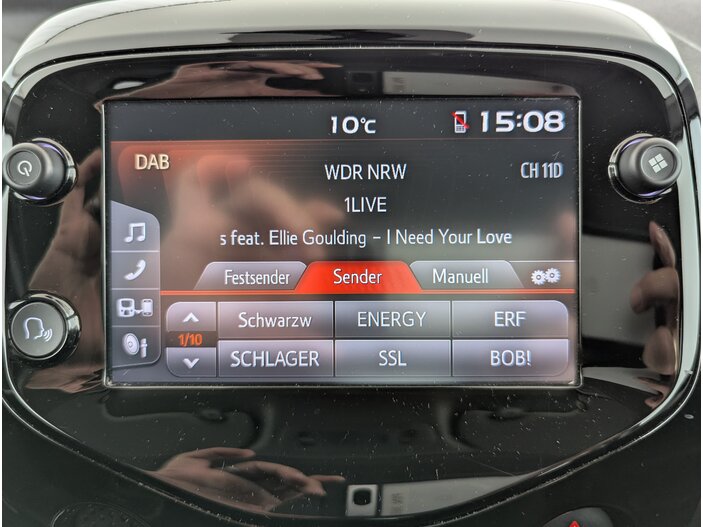 10°C 15:08
DAB WDR NRW CH 11D
1LIVE
s feat. Ellie Goulding – I Need Your Love
Festsender Sender Manuell
Schwarzw ENERGY ERF
1/10
SCHLAGER SSL BOB!